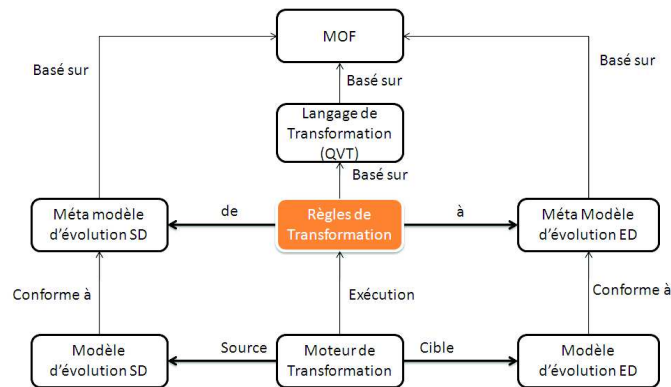 MOF
Basé sur
Basé sur
Basé sur
Langage de
Transformation
(QVT)
Basé sur
Méta modèle
d'évolution SD
de
Règles de
Transformation
à
Méta Modèle
d'évolution ED
Conforme à
Exécution
Conforme à
Modèle
d'évolution SD
Source
Moteur de
Transformation
Cible
Modèle
d'évolution ED